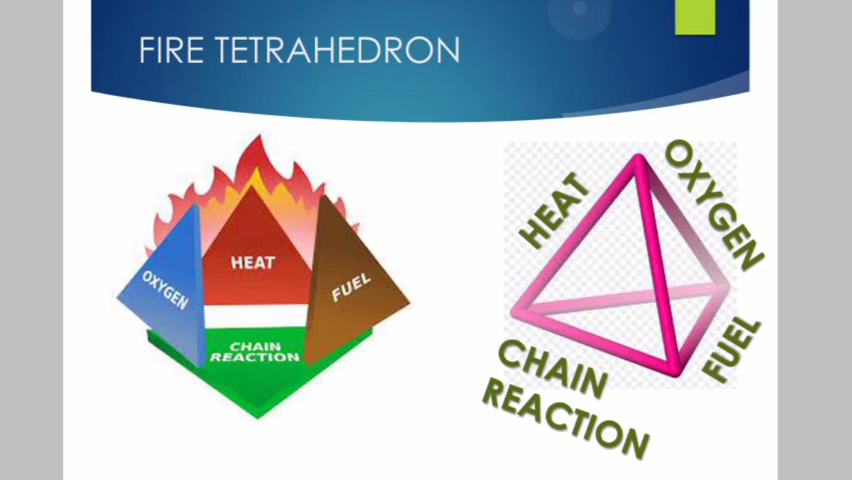 FIRE TETRAHEDRON
OXYGEN
HEAT
FUEL
CHAIN
REACTION
HEAT
OXYGEN
FUEL
CHAIN
REACTION